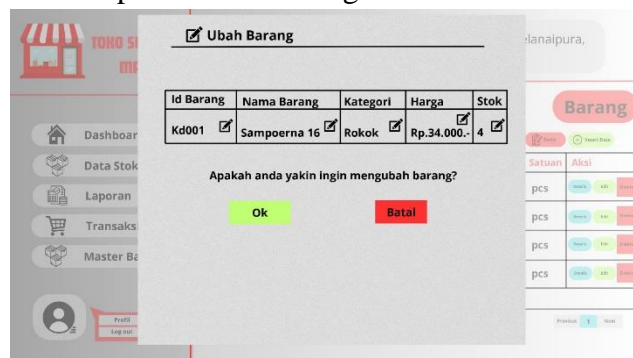 Ubah Barang
TOKO SI
elanaipura,
Id Barang Nama Barang Kategori Harga Stok
Kd001 Sampoerna 16 Rokok Rp.34.000.- 4
Apakah anda yakin ingin mengubah barang?
Ok Batal
Barang
Dashboar
Data Stok
Laporan
Transaks
Master Ba
Profil
Log out
Satuan Aksi
pcs
pcs
pcs
pcs
Previous 1 Next